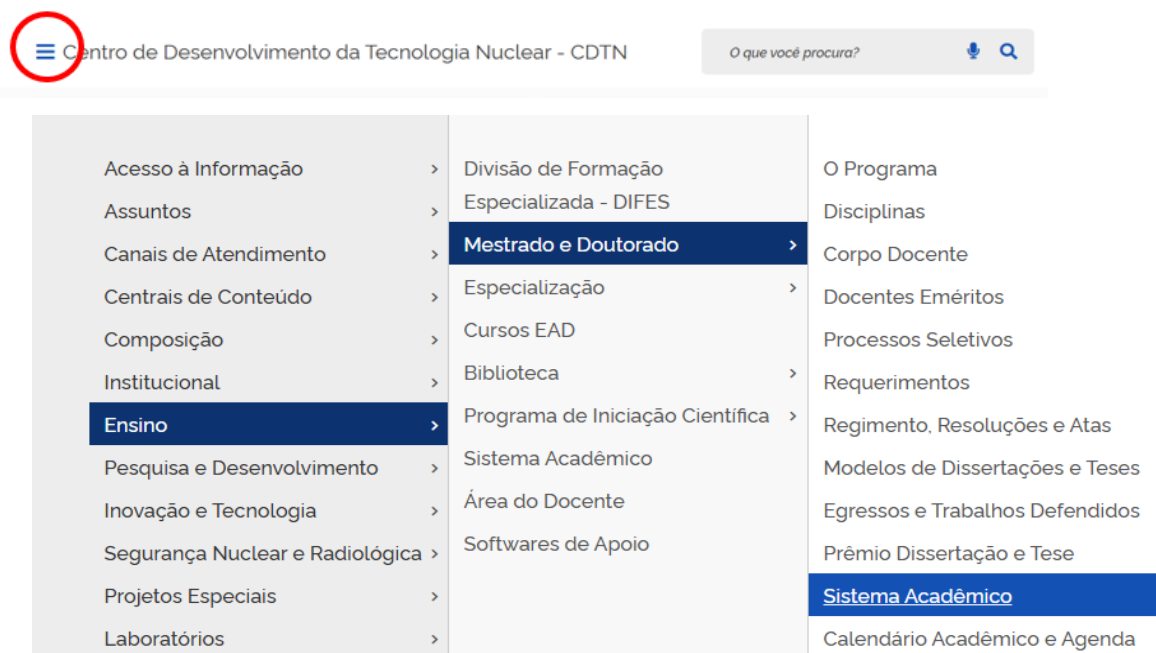 Centro de Desenvolvimento da Tecnologia Nuclear - CDTN
O que você procura?
Acesso à Informação
Assuntos
Canais de Atendimento
Centrais de Conteúdo
Composição
Institucional
Ensino
Pesquisa e Desenvolvimento
Inovação e Tecnologia
Segurança Nuclear e Radiológica
Projetos Especiais
Laboratórios
Divisão de Formação
Especializada - DIFES
Mestrado e Doutorado
Especialização
Cursos EAD
Biblioteca
Programa de Iniciação Científica
Sistema Acadêmico
Área do Docente
Softwares de Apoio
O Programa
Disciplinas
Corpo Docente
Docentes Eméritos
Processos Seletivos
Requerimentos
Regimento, Resoluções e Atas
Modelos de Dissertações e Teses
Egressos e Trabalhos Defendidos
Prêmio Dissertação e Tese
Sistema Acadêmico
Calendário Acadêmico e Agenda